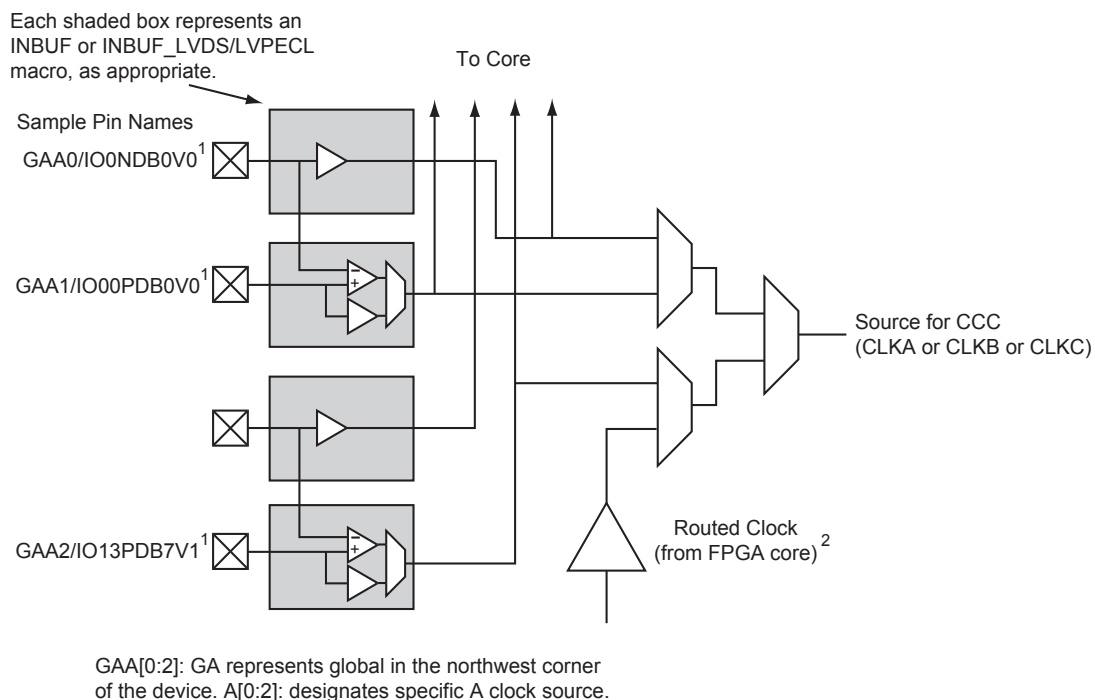 Each shaded box represents an
INBUF or INBUF_LVDS/LVPECL
macro, as appropriate.
To Core
Sample Pin Names
GAA0/IO0NDB0V0¹
GAA1/IO00PDB0V0¹
−
+
Source for CCC
(CLKA or CLKB or CLKC)
GAA2/IO13PDB7V1¹
−
+
Routed Clock
(from FPGA core)²
GAA[0:2]: GA represents global in the northwest corner
of the device. A[0:2]: designates specific A clock source.